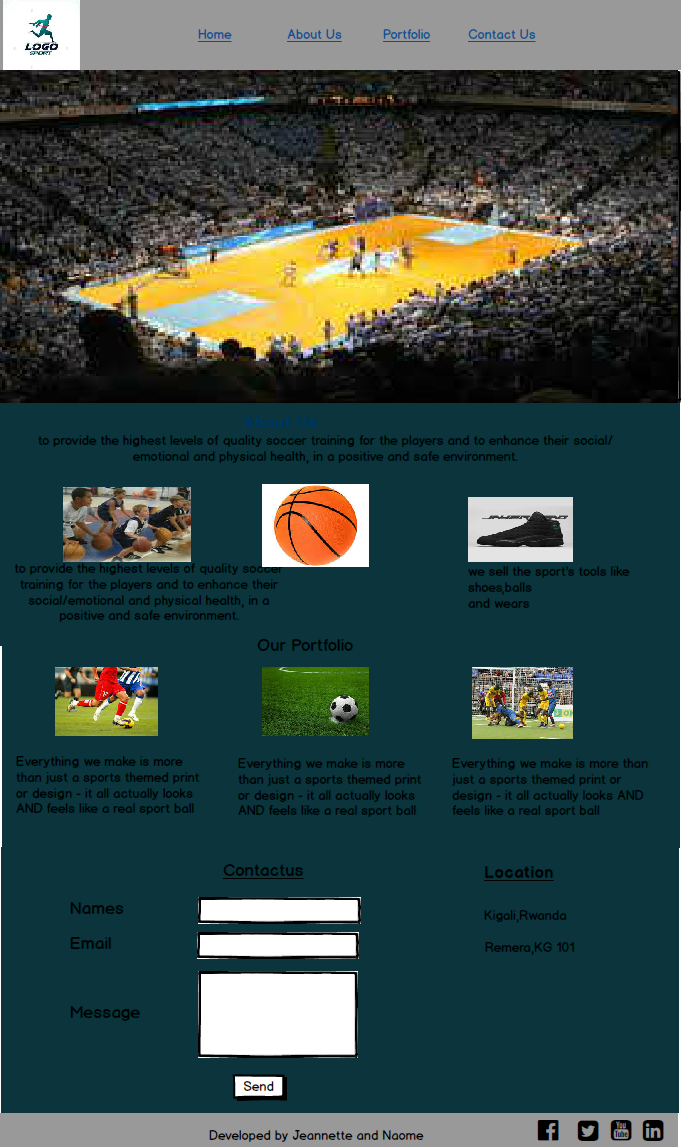 LOGO
SPORT
Home About Us Portfolio Contact Us
About Us
to provide the highest levels of quality soccer training for the players and to enhance their social/
emotional and physical health, in a positive and safe environment.
to provide the highest levels of quality soccer
training for the players and to enhance their
social/emotional and physical health, in a
positive and safe environment.
we sell the sport's tools like
shoes,balls
and wears
Our Portfolio
Everything we make is more
than just a sports themed print
or design - it all actually looks
AND feels like a real sport ball
Everything we make is more
than just a sports themed print
or design - it all actually looks
AND feels like a real sport ball
Everything we make is more than
just a sports themed print or
design - it all actually looks AND
feels like a real sport ball
Contactus
Names
Email
Message
Send
Location
Kigali,Rwanda
Remera,KG 101
Developed by Jeannette and Naome
You
Tube
in